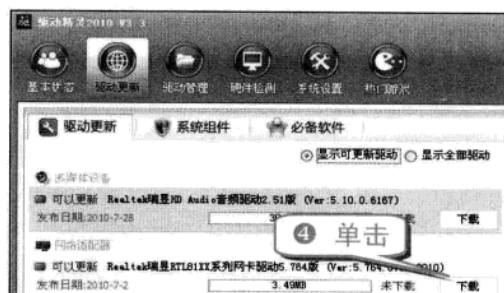 驱动精灵2010 W3 3
基本状态 驱动更新 驱动管理 硬件检测 系统设置 热门游戏
驱动更新 系统组件 必备软件
显示可更新驱动 显示全部驱动
多媒体设备
可以更新 Realtek瑞昱HD Audio音频驱动2.51版 (Ver:5.10.0.6167)
发布日期:2010-7-28 下载
④ 单击
网络适配器
可以更新 Realtek瑞昱RTL81XX系列网卡驱动5.764版 (Ver:5.764 2010)
发布日期:2010-7-2 3.49MB 未下载 下载